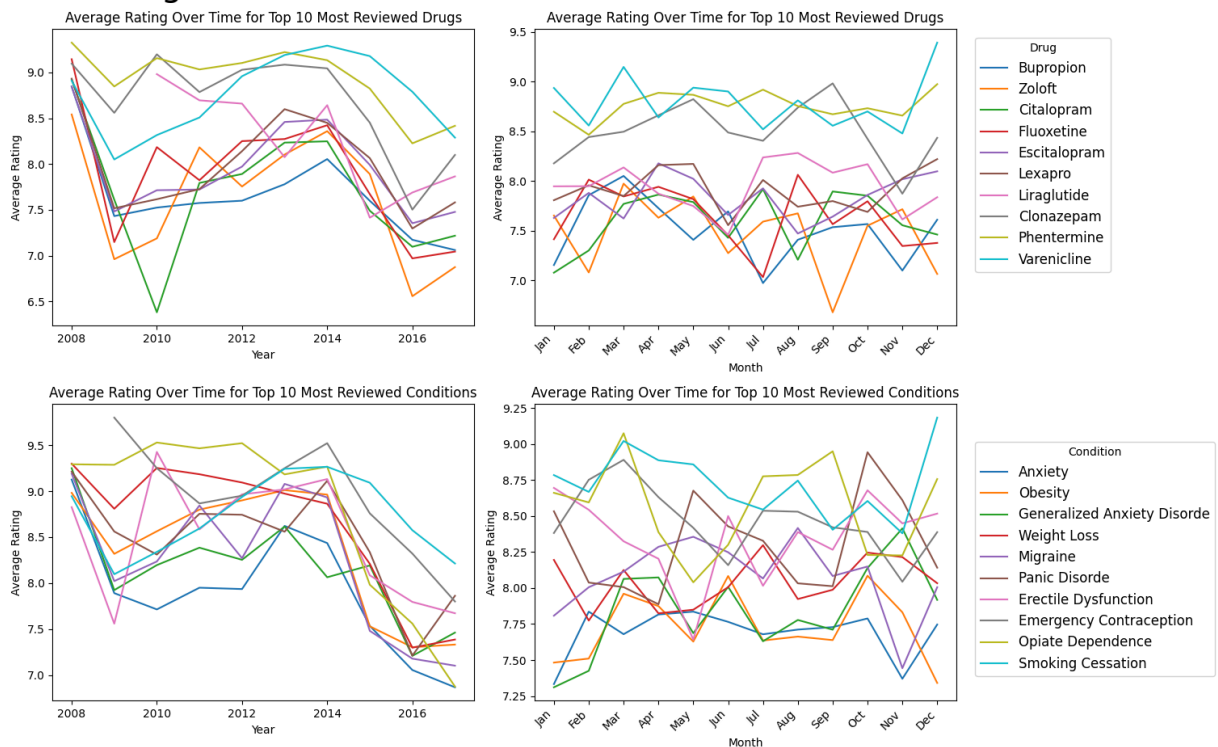 Average Rating Over Time for Top 10 Most Reviewed Drugs
9.0
8.5
8.0
7.5
7.0
6.5
Average Rating
2008
2010
2012
2014
2016
Year
Average Rating Over Time for Top 10 Most Reviewed Drugs
9.5
9.0
8.5
8.0
7.5
7.0
Average Rating
Jan
Feb
Mar
Apr
May
Jun
Jul
Aug
Sep
Oct
Nov
Dec
Month
Drug
Bupropion
Zoloft
Citalopram
Fluoxetine
Escitalopram
Lexapro
Liraglutide
Clonazepam
Phentermine
Varenicline
Average Rating Over Time for Top 10 Most Reviewed Conditions
9.5
9.0
8.5
8.0
7.5
7.0
Average Rating
2008
2010
2012
2014
2016
Year
Average Rating Over Time for Top 10 Most Reviewed Conditions
9.25
9.00
8.75
8.50
8.25
8.00
7.75
7.50
7.25
Average Rating
Jan
Feb
Mar
Apr
May
Jun
Jul
Aug
Sep
Oct
Nov
Dec
Month
Condition
Anxiety
Obesity
Generalized Anxiety Disorde
Weight Loss
Migraine
Panic Disorde
Erectile Dysfunction
Emergency Contraception
Opiate Dependence
Smoking Cessation